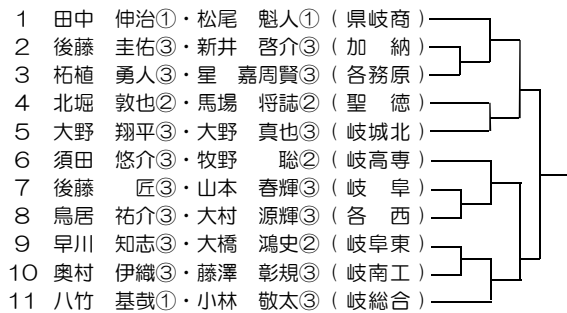 1 田中 伸治①・松尾 魁人①(県岐商)
2 後藤 圭佑③・新井 啓介③(加 納)
3 柘植 勇人③・星 嘉周賢③(各務原)
4 北堀 敦也②・馬場 将誌②(聖 徳)
5 大野 翔平③・大野 真也③(岐城北)
6 須田 悠介③・牧野 聡②(岐高専)
7 後藤 匠③・山本 春輝③(岐 阜)
8 鳥居 祐介③・大村 源輝③(各 西)
9 早川 知志③・大橋 鴻史②(岐阜東)
10 奥村 伊織③・藤澤 彰規③(岐南工)
11 八竹 基哉①・小林 敬太③(岐総合)